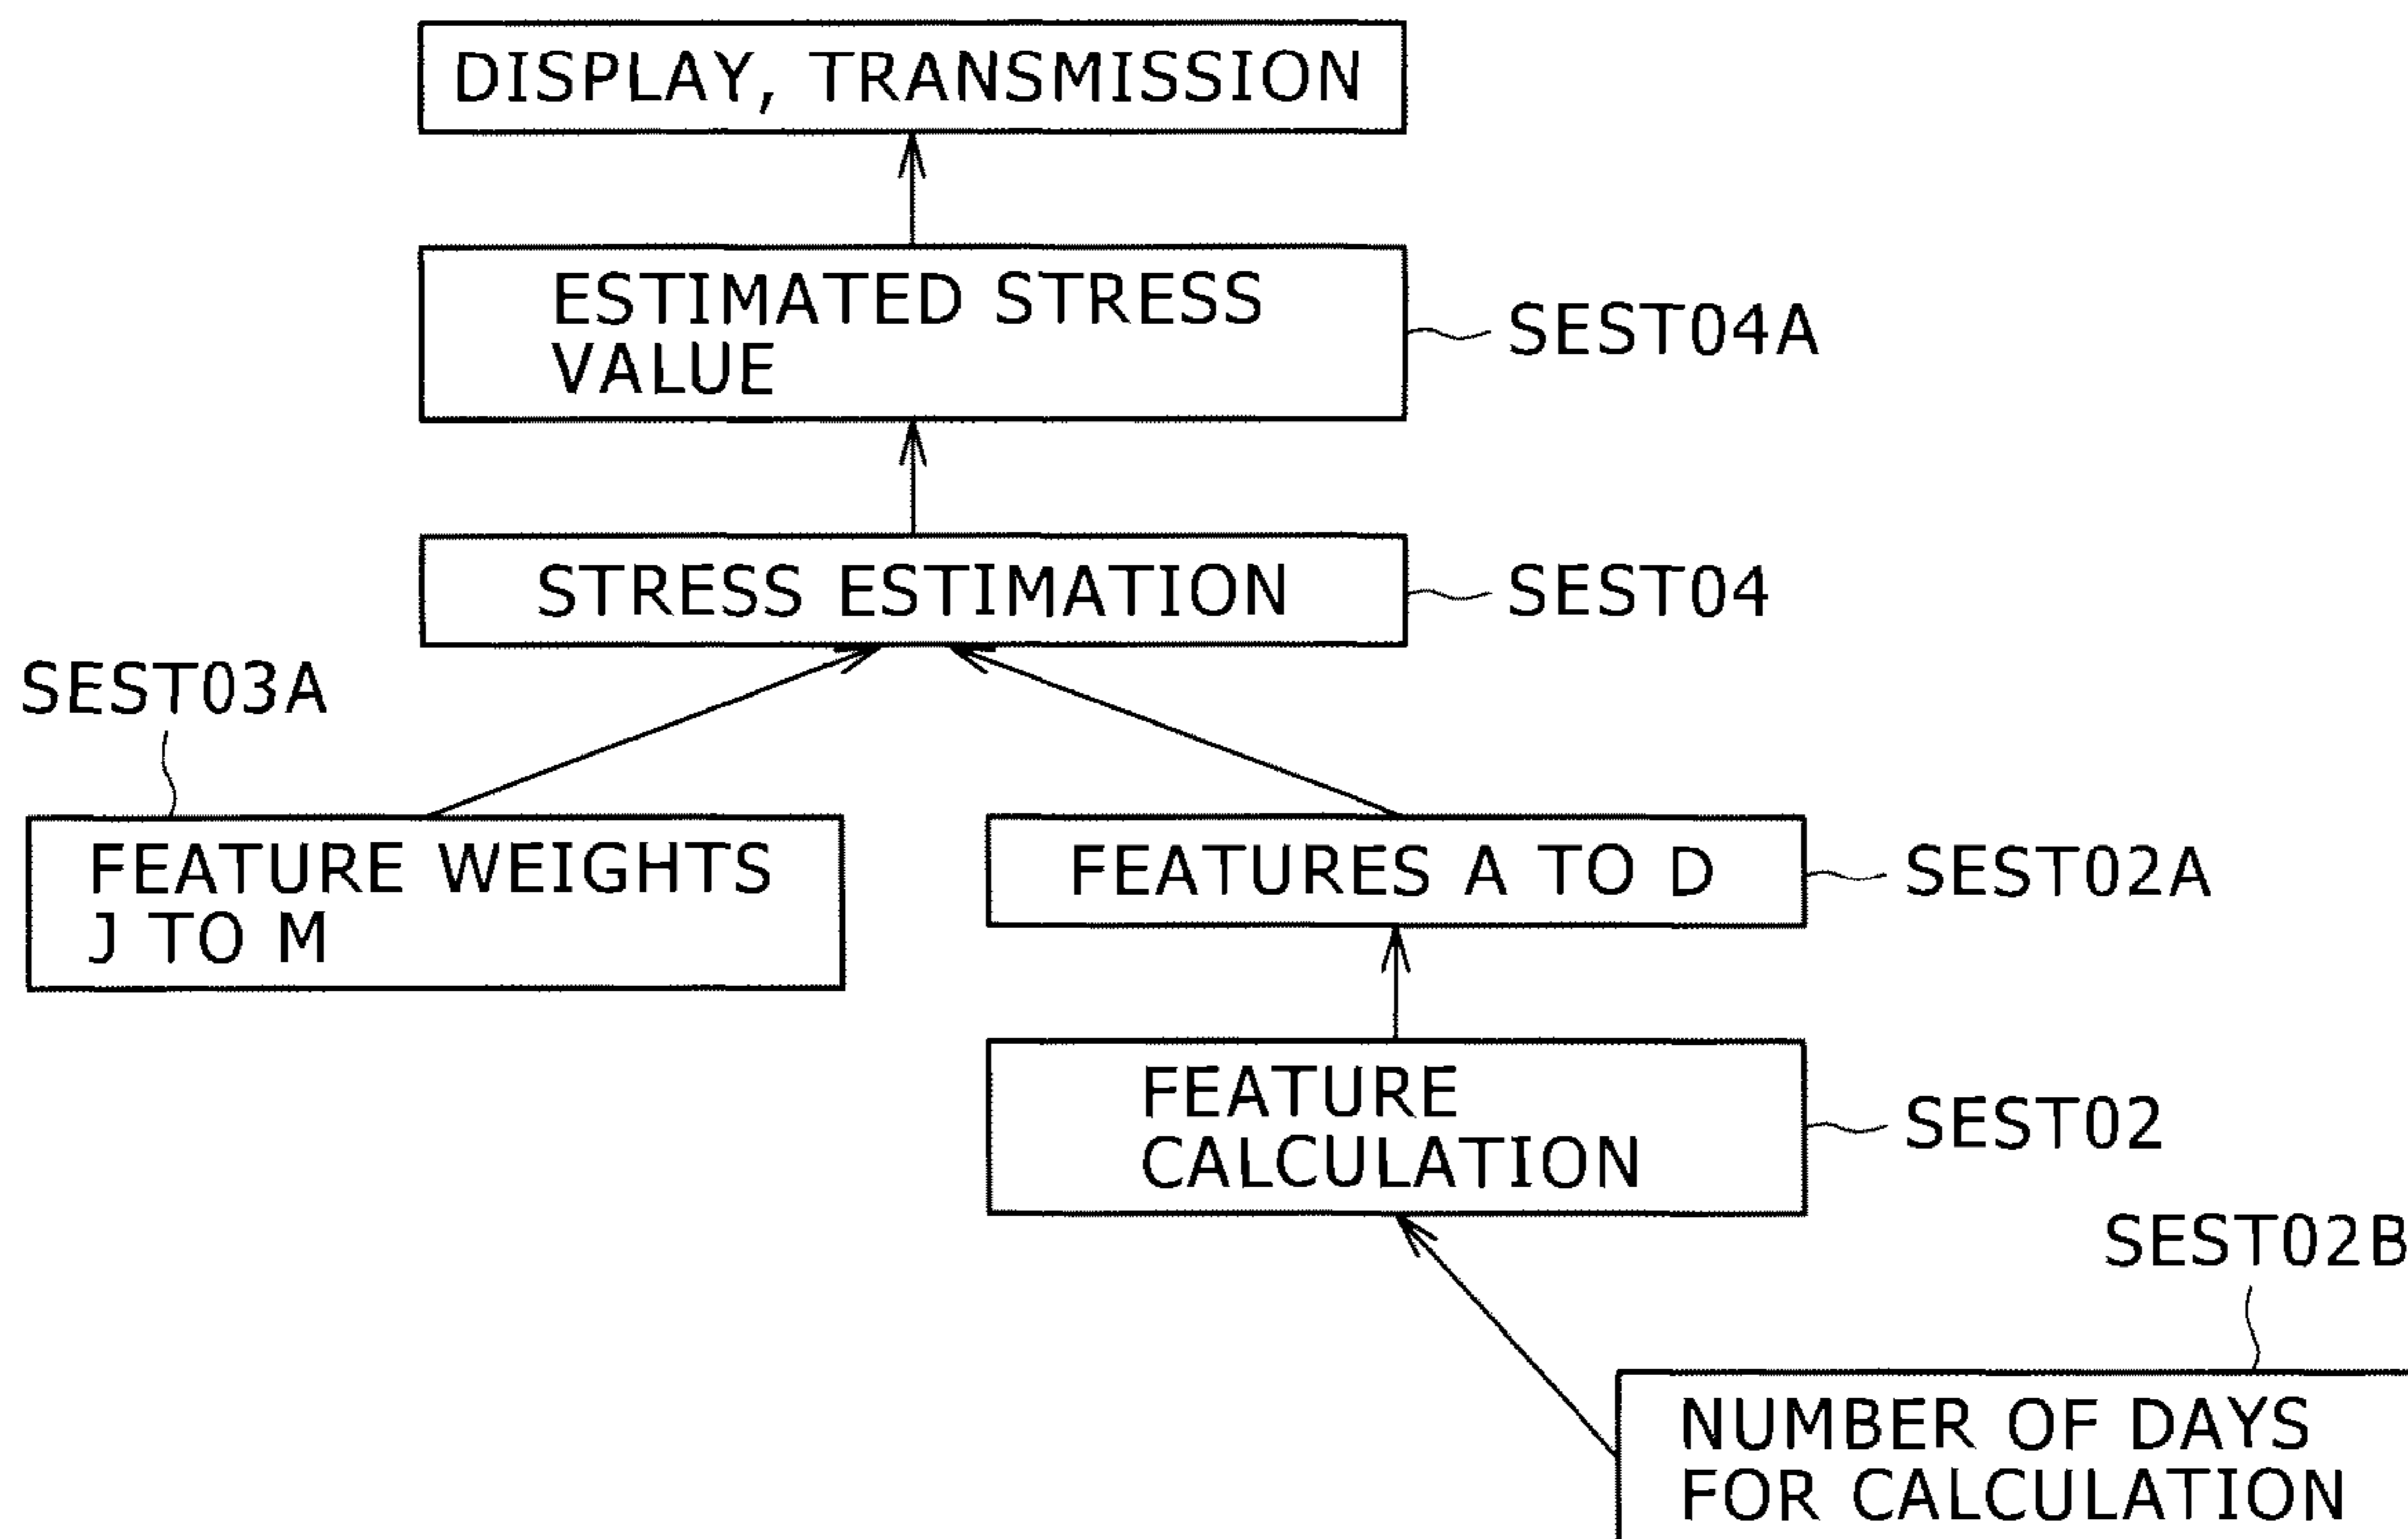 DISPLAY, TRANSMISSION
ESTIMATED STRESS
VALUE
SEST04A
STRESS ESTIMATION
SEST04
SEST03A
FEATURE WEIGHTS
J TO M
FEATURES A TO D
SEST02A
FEATURE
CALCULATION
SEST02
SEST02B
NUMBER OF DAYS
FOR CALCULATION